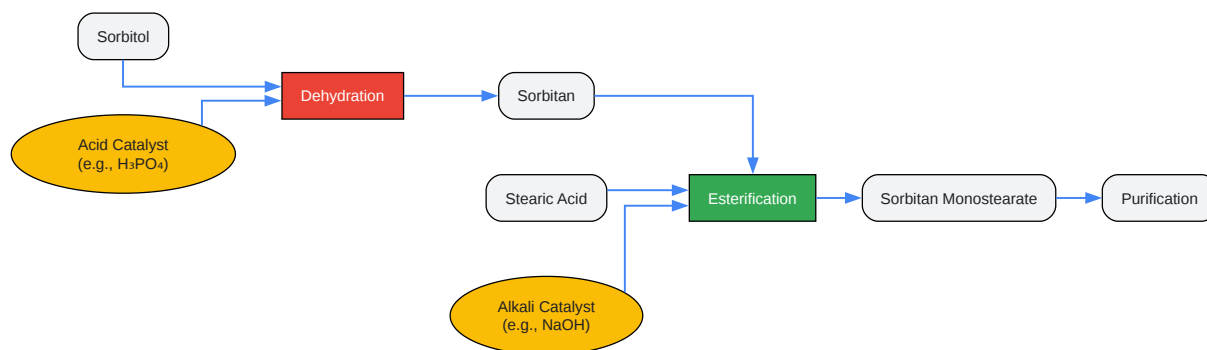 Sorbitol
Dehydration
Sorbitan
Acid Catalyst
(e.g., H₃PO₄)
Stearic Acid
Esterification
Sorbitan Monostearate
Purification
Alkali Catalyst
(e.g., NaOH)